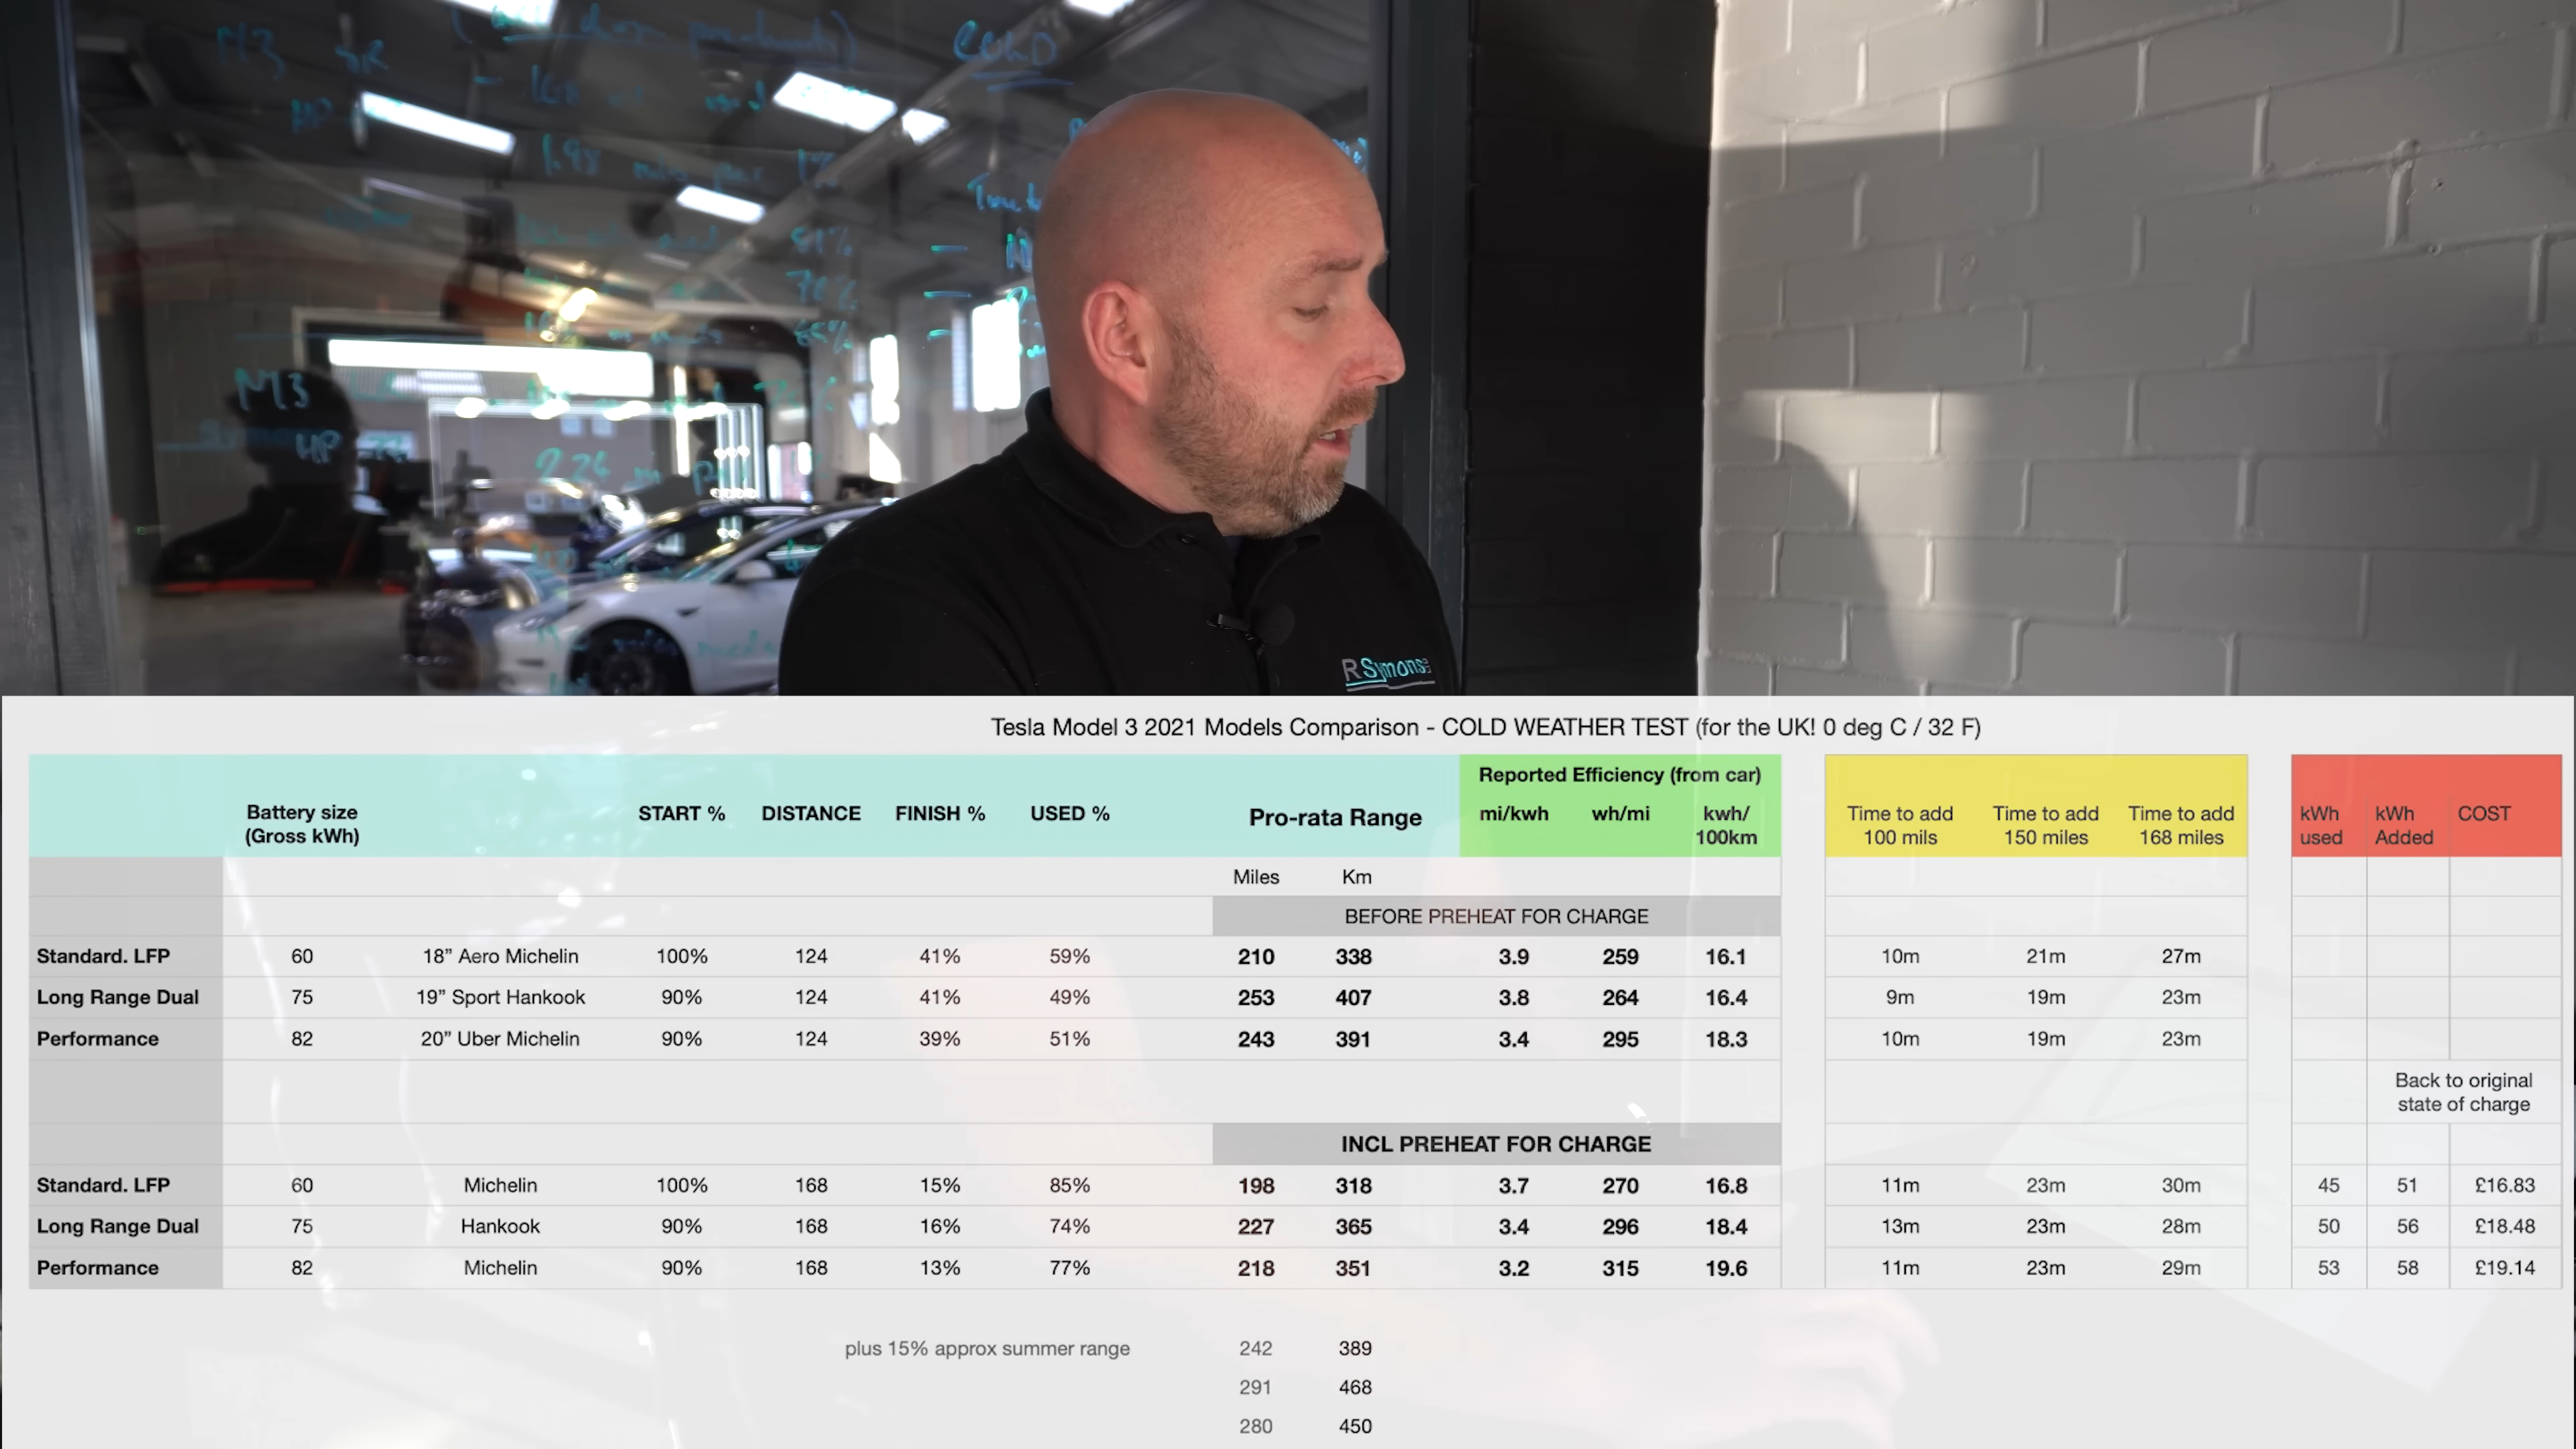 M3 SR
COLD
M3
RSymons
Tesla Model 3 2021 Models Comparison - COLD WEATHER TEST (for the UK! 0 deg C / 32 F)
Reported Efficiency (from car)
Battery size (Gross kWh) START % DISTANCE FINISH % USED % Pro-rata Range mi/kwh wh/mi kwh/ 100km Time to add 100 mils Time to add 150 miles Time to add 168 miles kWh used kWh Added COST
Miles Km
BEFORE PREHEAT FOR CHARGE
Standard. LFP 60 18” Aero Michelin 100% 124 41% 59% 210 338 3.9 259 16.1 10m 21m 27m
Long Range Dual 75 19” Sport Hankook 90% 124 41% 49% 253 407 3.8 264 16.4 9m 19m 23m
Performance 82 20” Uber Michelin 90% 124 39% 51% 243 391 3.4 295 18.3 10m 19m 23m
Back to original
state of charge
INCL PREHEAT FOR CHARGE
Standard. LFP 60 Michelin 100% 168 15% 85% 198 318 3.7 270 16.8 11m 23m 30m 45 51 £16.83
Long Range Dual 75 Hankook 90% 168 16% 74% 227 365 3.4 296 18.4 13m 23m 28m 50 56 £18.48
Performance 82 Michelin 90% 168 13% 77% 218 351 3.2 315 19.6 11m 23m 29m 53 58 £19.14
plus 15% approx summer range 242 389
291 468
280 450